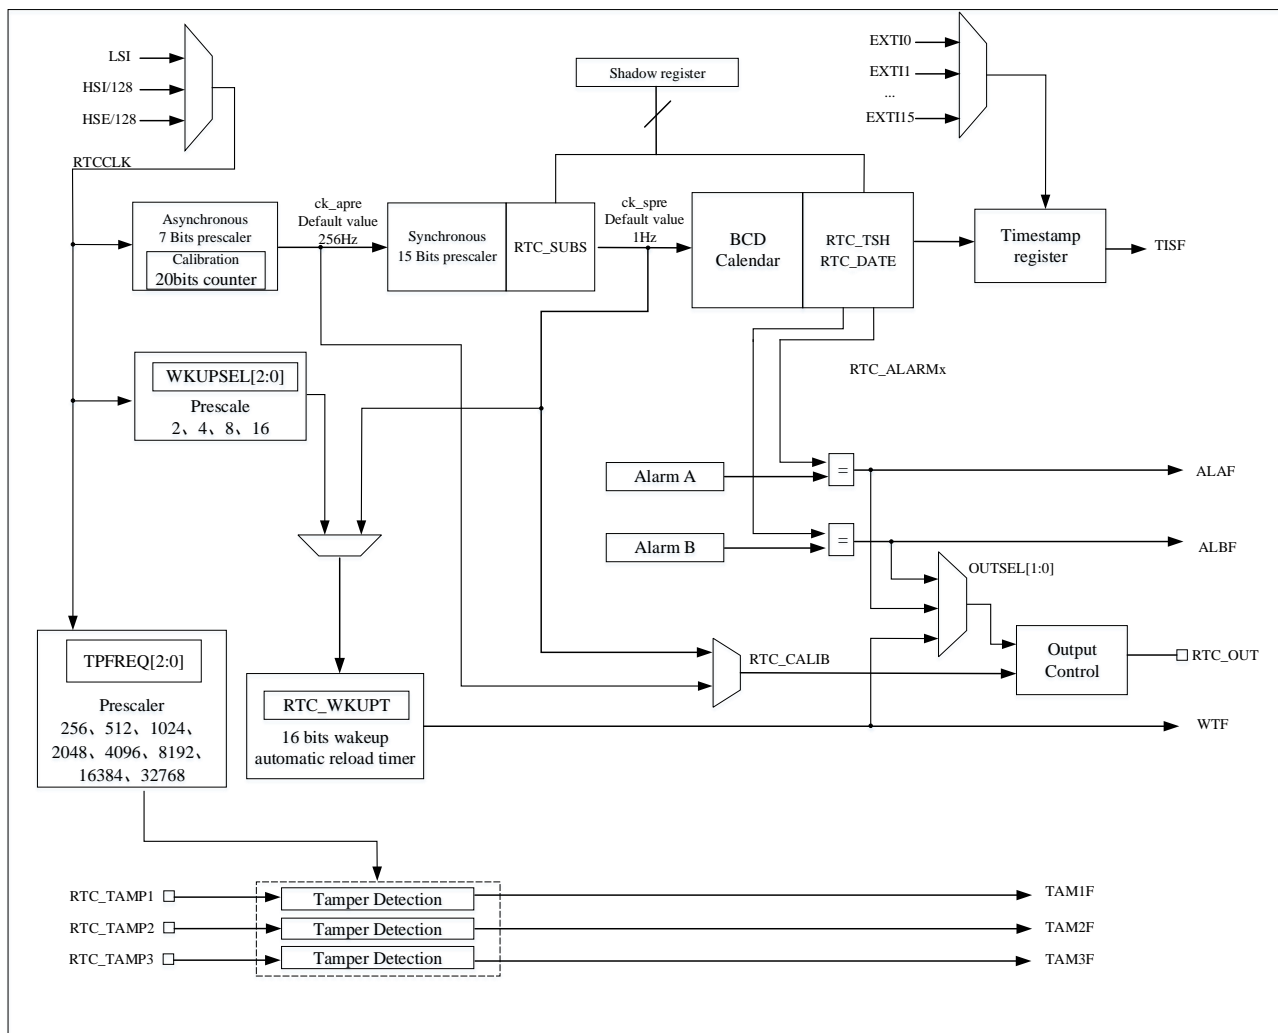 LSI
HSI/128
HSE/128
RTCCLK
Shadow register
EXTI0
EXTI1
...
EXTI15
Asynchronous
7 Bits prescaler
Calibration
20bits counter
ck_apre
Default value
256Hz
Synchronous
15 Bits prescaler
RTC_SUBS
ck_spre
Default value
1Hz
BCD
Calendar
RTC_TSH
RTC_DATE
Timestamp
register
TISF
WKUPSEL[2:0]
Prescale
2、4、8、16
RTC_ALARMx
Alarm A
=
ALAF
Alarm B
=
ALBF
OUTSEL[1:0]
TPFREQ[2:0]
Prescaler
256、512、1024、
2048、4096、8192、
16384、32768
RTC_WKUPT
16 bits wakeup
automatic reload timer
RTC_CALIB
Output
Control
RTC_OUT
WTF
RTC_TAMP1
Tamper Detection
TAM1F
RTC_TAMP2
Tamper Detection
TAM2F
RTC_TAMP3
Tamper Detection
TAM3F